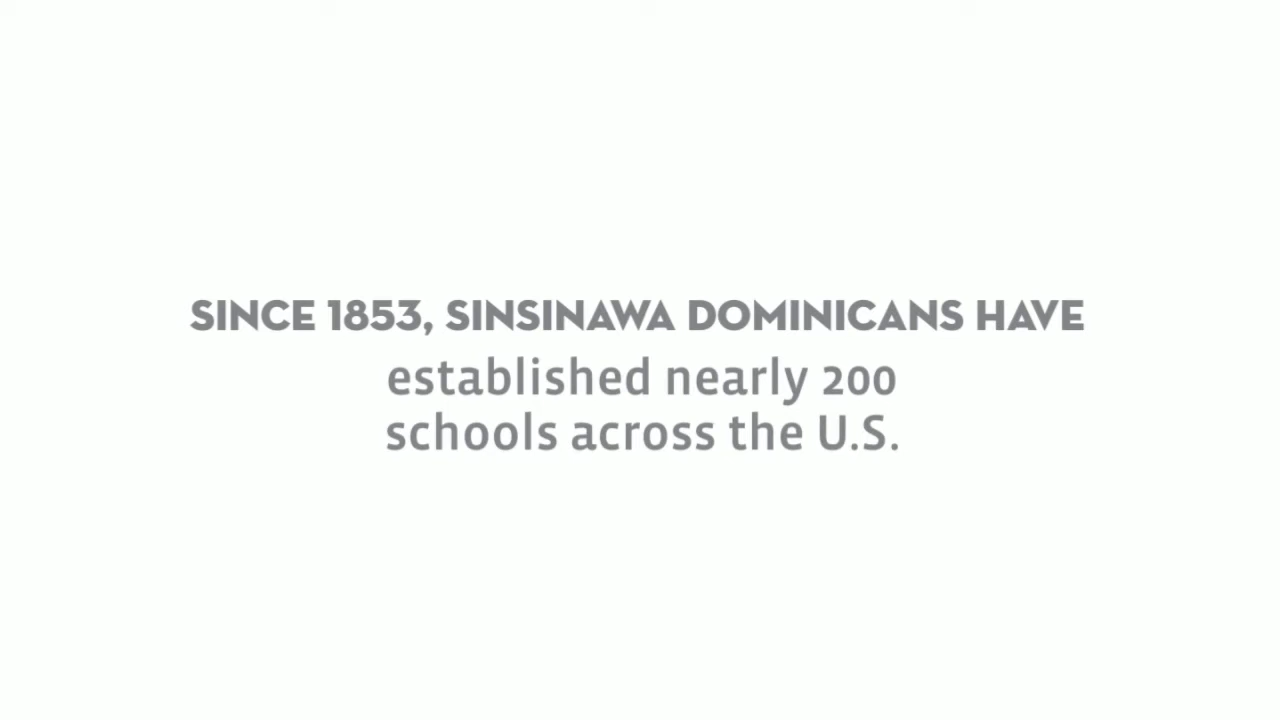 SINCE 1853, SINSINAWA DOMINICANS HAVE
established nearly 200
schools across the U.S.